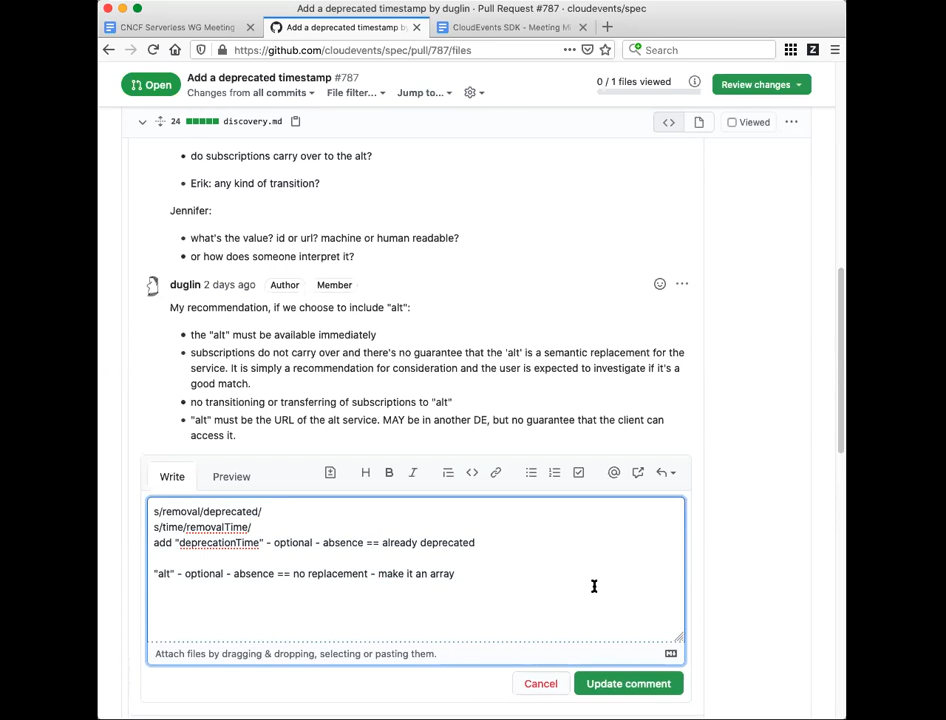 Add a deprecated timestamp by duglin · Pull Request #787 · cloudevents/spec
CNCF Serverless WG Meeting
Add a deprecated timestamp by
CloudEvents SDK - Meeting Mi
https://github.com/cloudevents/spec/pull/787/files
Search
Open
Add a deprecated timestamp #787
Changes from all commits
File filter...
Jump to...
0 / 1 files viewed
Review changes
24
discovery.md
Viewed
• do subscriptions carry over to the alt?
• Erik: any kind of transition?
Jennifer:
• what's the value? id or url? machine or human readable?
• or how does someone interpret it?
duglin 2 days ago Author Member
My recommendation, if we choose to include "alt":
• the "alt" must be available immediately
• subscriptions do not carry over and there's no guarantee that the 'alt' is a semantic replacement for the
service. It is simply a recommendation for consideration and the user is expected to investigate if it's a
good match.
• no transitioning or transferring of subscriptions to "alt"
• "alt" must be the URL of the alt service. MAY be in another DE, but no guarantee that the client can
access it.
Write
Preview
s/removal/deprecated/
s/time/removalTime/
add "deprecationTime" - optional - absence == already deprecated
"alt" - optional - absence == no replacement - make it an array
Attach files by dragging & dropping, selecting or pasting them.
Cancel
Update comment